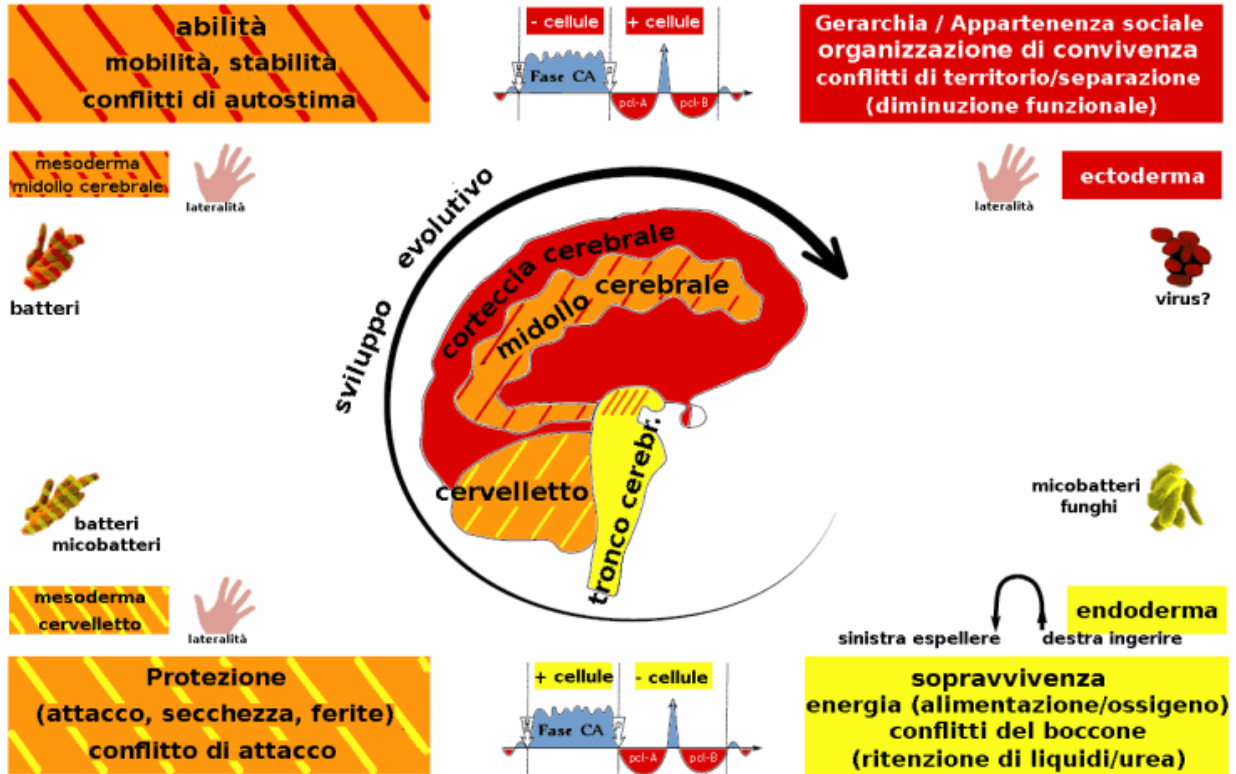 abilità
mobilità, stabilità
conflitti di autostima
- cellule
+ cellule
Fase CA
pcl-A
pcl-B
Gerarchia / Appartenenza sociale
organizzazione di convivenza
conflitti di territorio/separazione
(diminuzione funzionale)
mesoderma
midollo cerebrale
lateralità
lateralità
ectoderma
batteri
virus?
sviluppo evolutivo
corteccia cerebrale
midollo cerebrale
cervelletto
tronco cerebr.
batteri
micobatteri
micobatteri
funghi
mesoderma
cervelletto
lateralità
endoderma
sinistra espellere
destra ingerire
Protezione
(attacco, secchezza, ferite)
conflitto di attacco
+ cellule
- cellule
Fase CA
pcl-A
pcl-B
sopravvivenza
energia (alimentazione/ossigeno)
conflitti del boccone
(ritenzione di liquidi/urea)